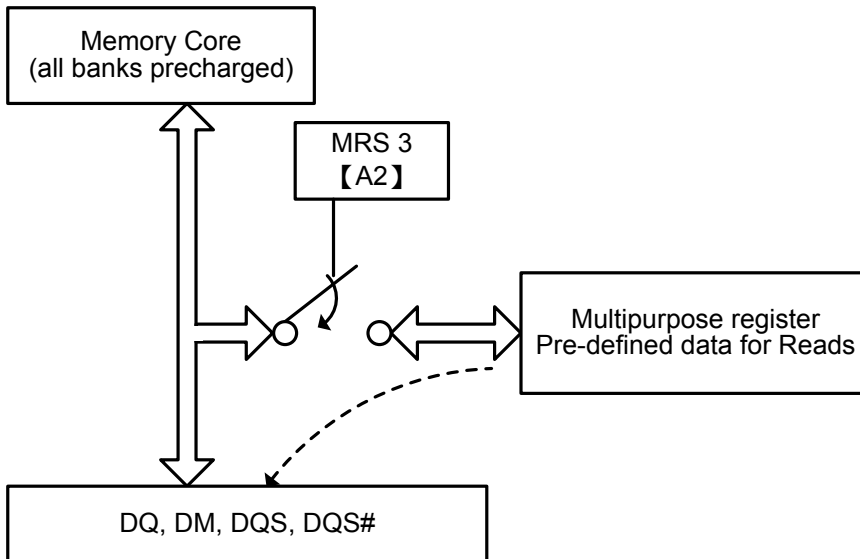 Memory Core
(all banks precharged)
MRS 3
【A2】
Multipurpose register
Pre-defined data for Reads
DQ, DM, DQS, DQS#